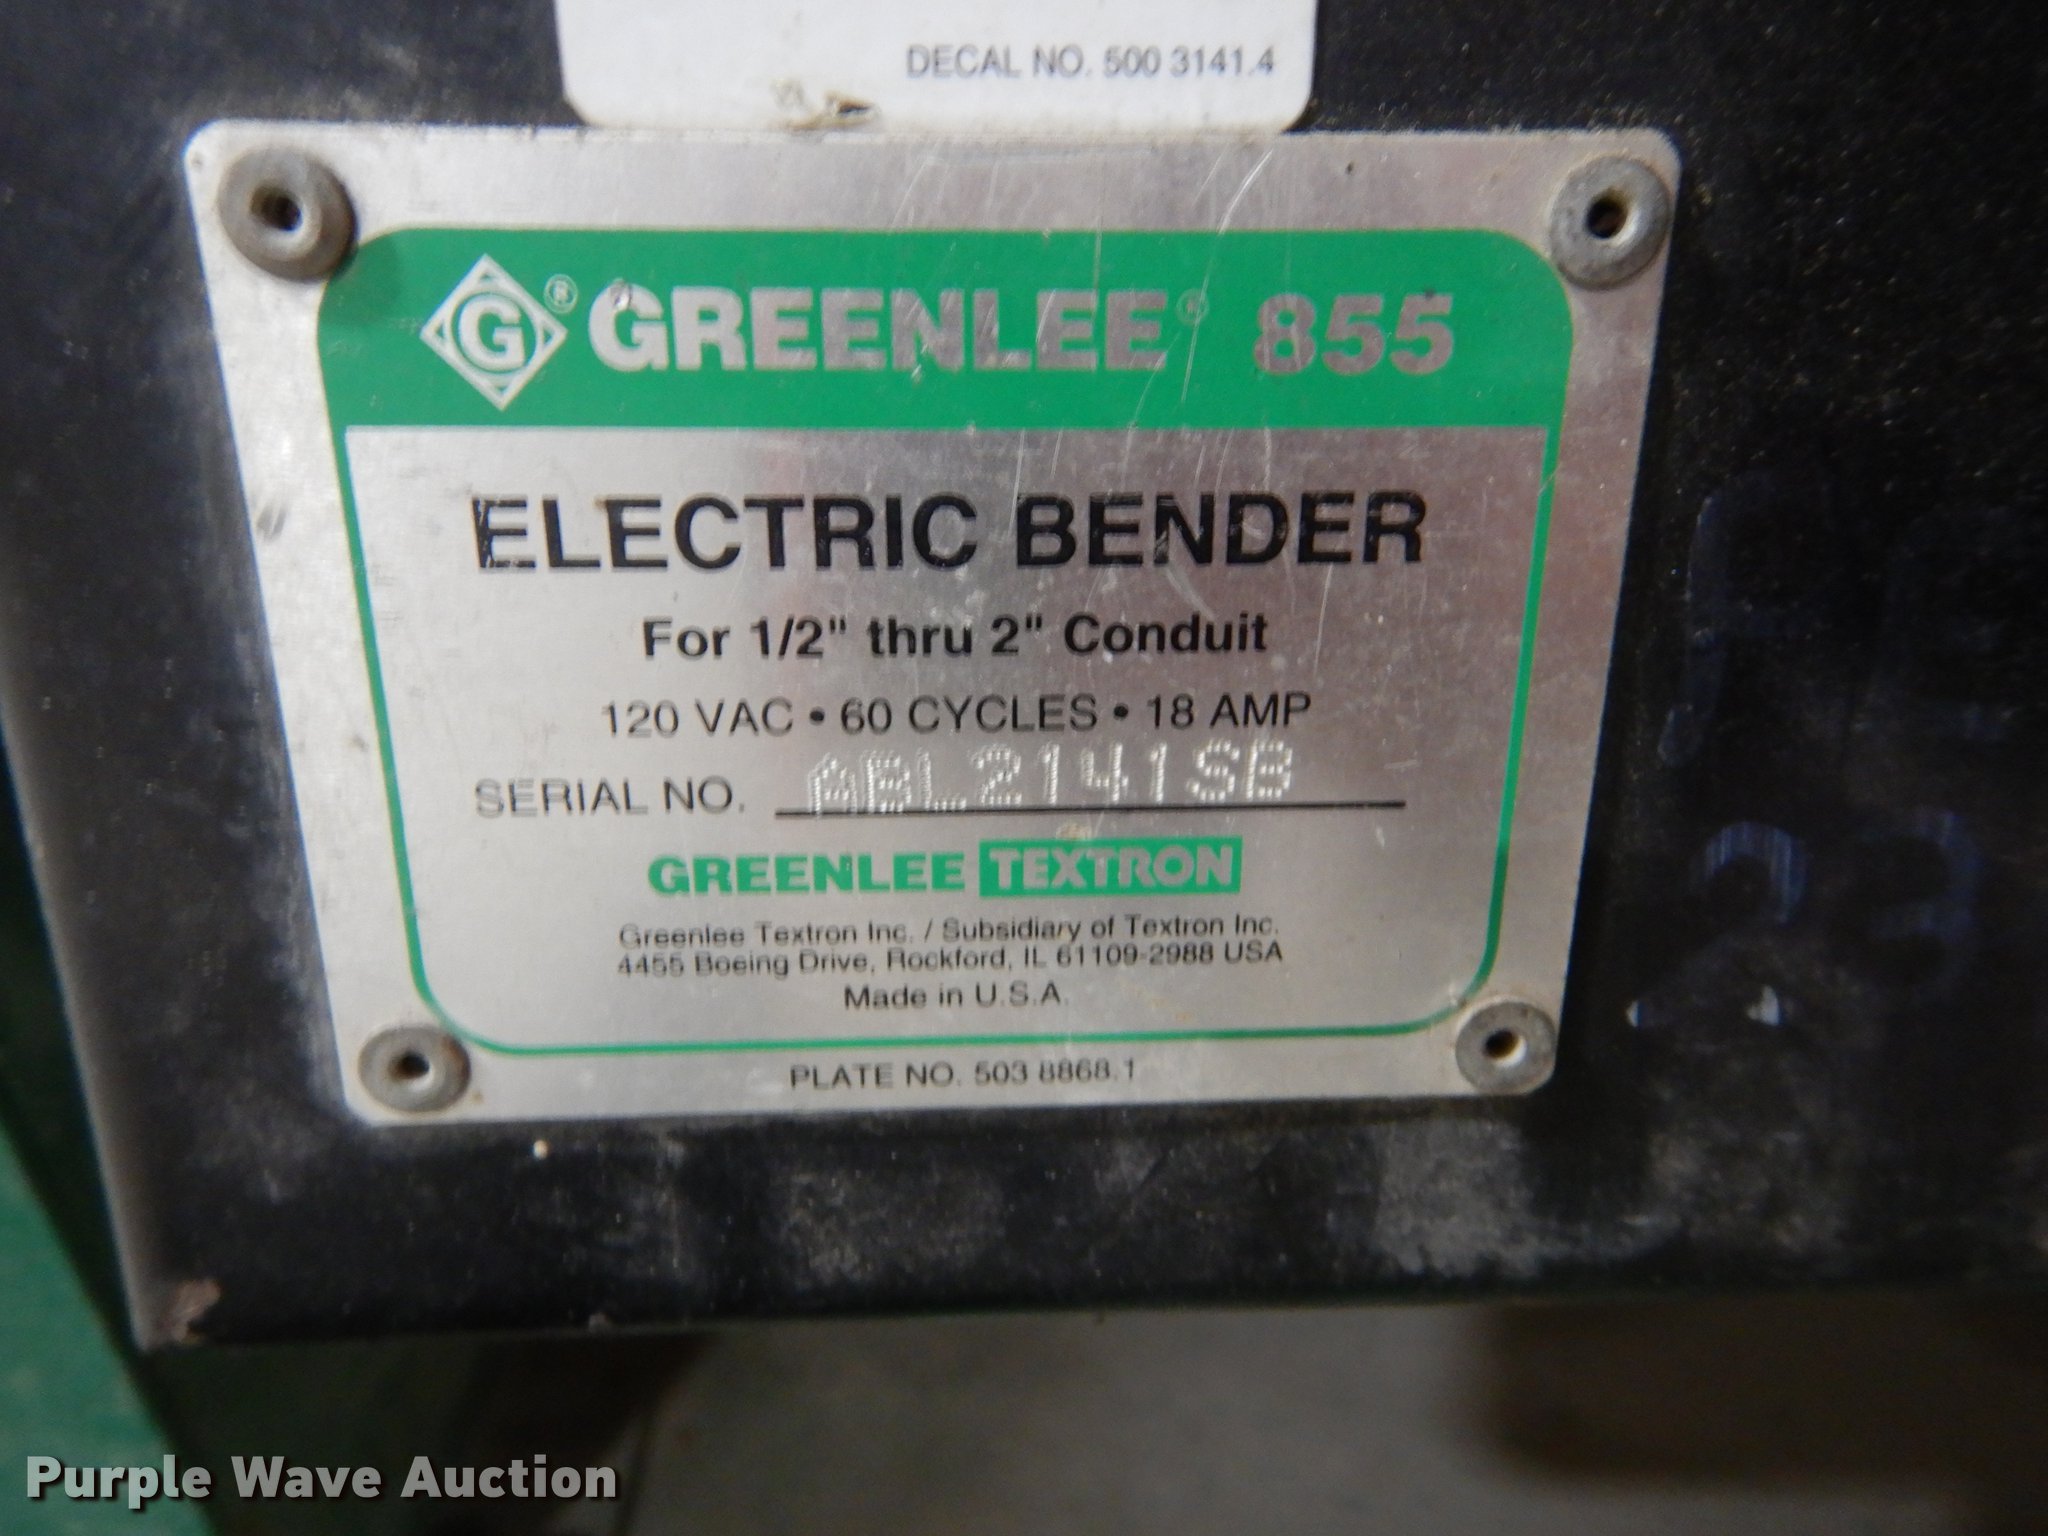 DECAL NO. 500 3141.4
G® GREENLEE® 855
ELECTRIC BENDER
For 1/2" thru 2" Conduit
120 VAC • 60 CYCLES • 18 AMP
SERIAL NO. ABL2141SB
GREENLEE TEXTRON
Greenlee Textron Inc. / Subsidiary of Textron Inc.
4455 Boeing Drive, Rockford, IL 61109-2988 USA
Made in U.S.A.
PLATE NO. 503 8868.1
Purple Wave Auction